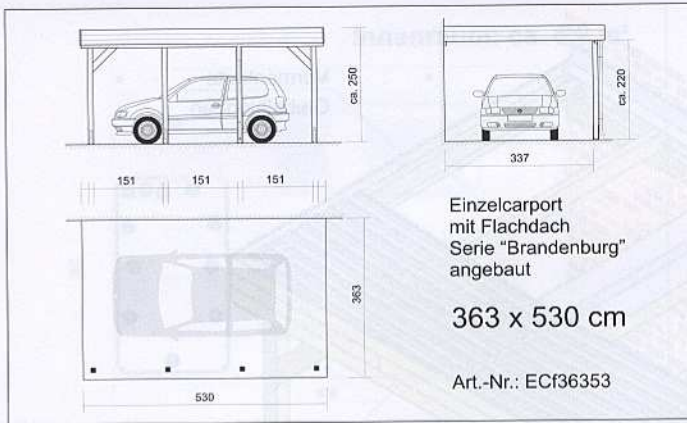 ca. 250
ca. 220
337
151 151 151
363
530
Einzelcarport
mit Flachdach
Serie "Brandenburg"
angebaut
363 x 530 cm
Art.-Nr.: ECf36353